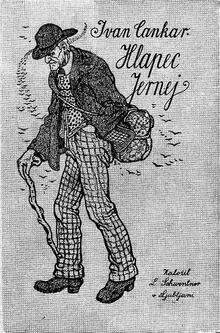 Ivan Cankar.
Hlapec
Jernej
Založil
L. Schwentner
v Ljubljani